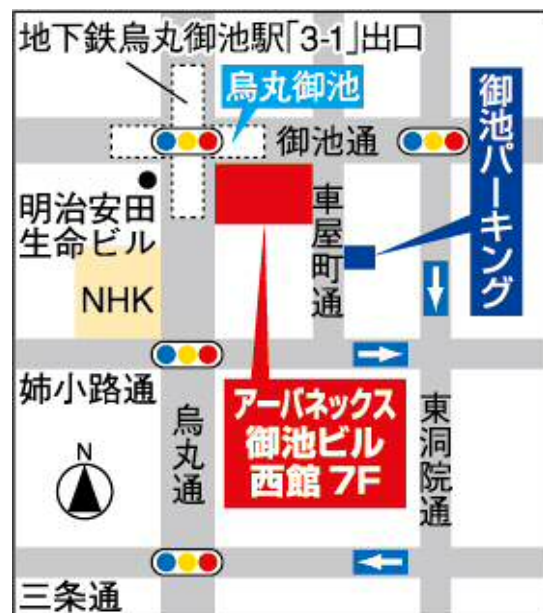 地下鉄烏丸御池駅「3-1」出口
烏丸御池
御池通
御池パーキング
明治安田
生命ビル
車屋町通
NHK
姉小路通
アーバネックス
御池ビル
西館 7F
烏丸通
東洞院通
N
三条通